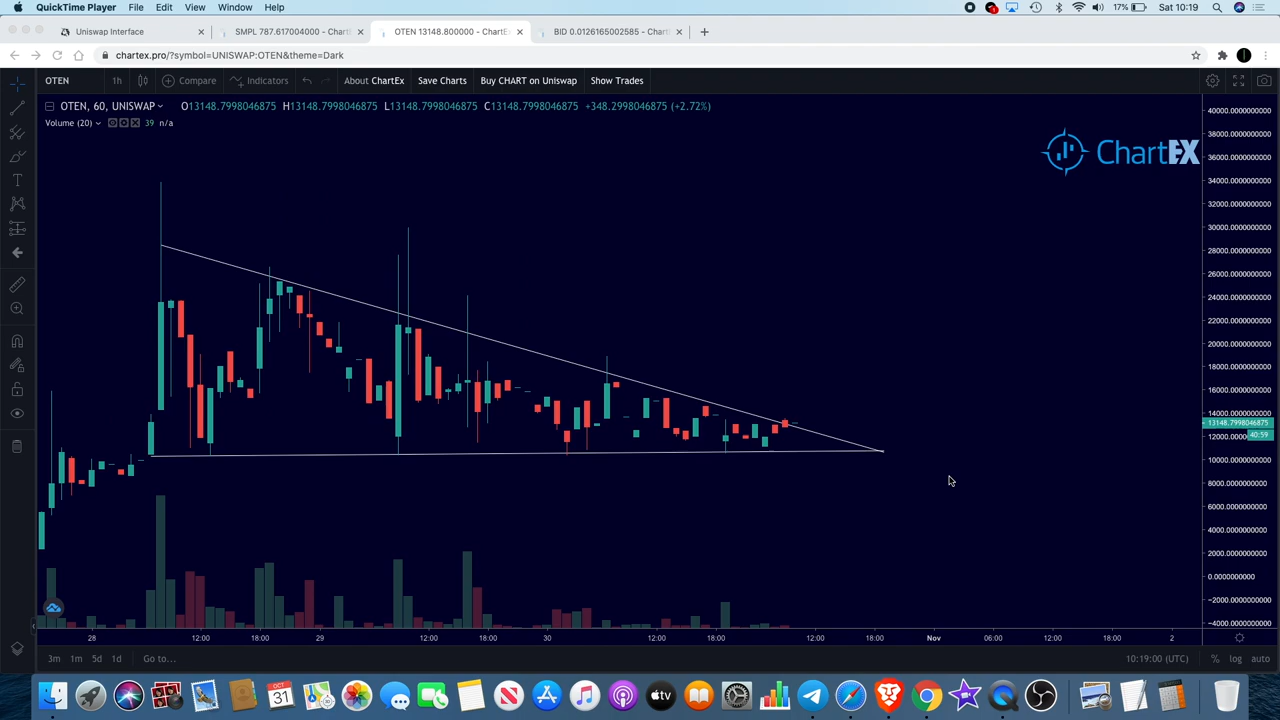 QuickTime Player File Edit View Window Help 17% Sat 10:19
Uniswap Interface SMPL 787.617004000 - ChartE OTEN 13148.800000 - ChartEx BID 0.0126165002585 - Charti
chartex.pro/?symbol=UNISWAP:OTEN&theme=Dark
OTEN 1h Compare Indicators About ChartEx Save Charts Buy CHART on Uniswap Show Trades
OTEN, 60, UNISWAP O13148.7998046875 H13148.7998046875 L13148.7998046875 C13148.7998046875 +348.2998046875 (+2.72%)
Volume (20) 39 n/a
ChartEX
40000.0000000000
38000.0000000000
36000.0000000000
34000.0000000000
32000.0000000000
30000.0000000000
28000.0000000000
26000.0000000000
24000.0000000000
22000.0000000000
20000.0000000000
18000.0000000000
16000.0000000000
14000.0000000000
13148.7998046875
40:59
12000.0000000000
10000.0000000000
8000.0000000000
6000.0000000000
4000.0000000000
2000.0000000000
0.0000000000
−2000.0000000000
−4000.0000000000
28 12:00 18:00 29 12:00 18:00 30 12:00 18:00 12:00 18:00 Nov 06:00 12:00 18:00 2
3m 1m 5d 1d Go to... 10:19:00 (UTC) % log auto
OCT
31
tv